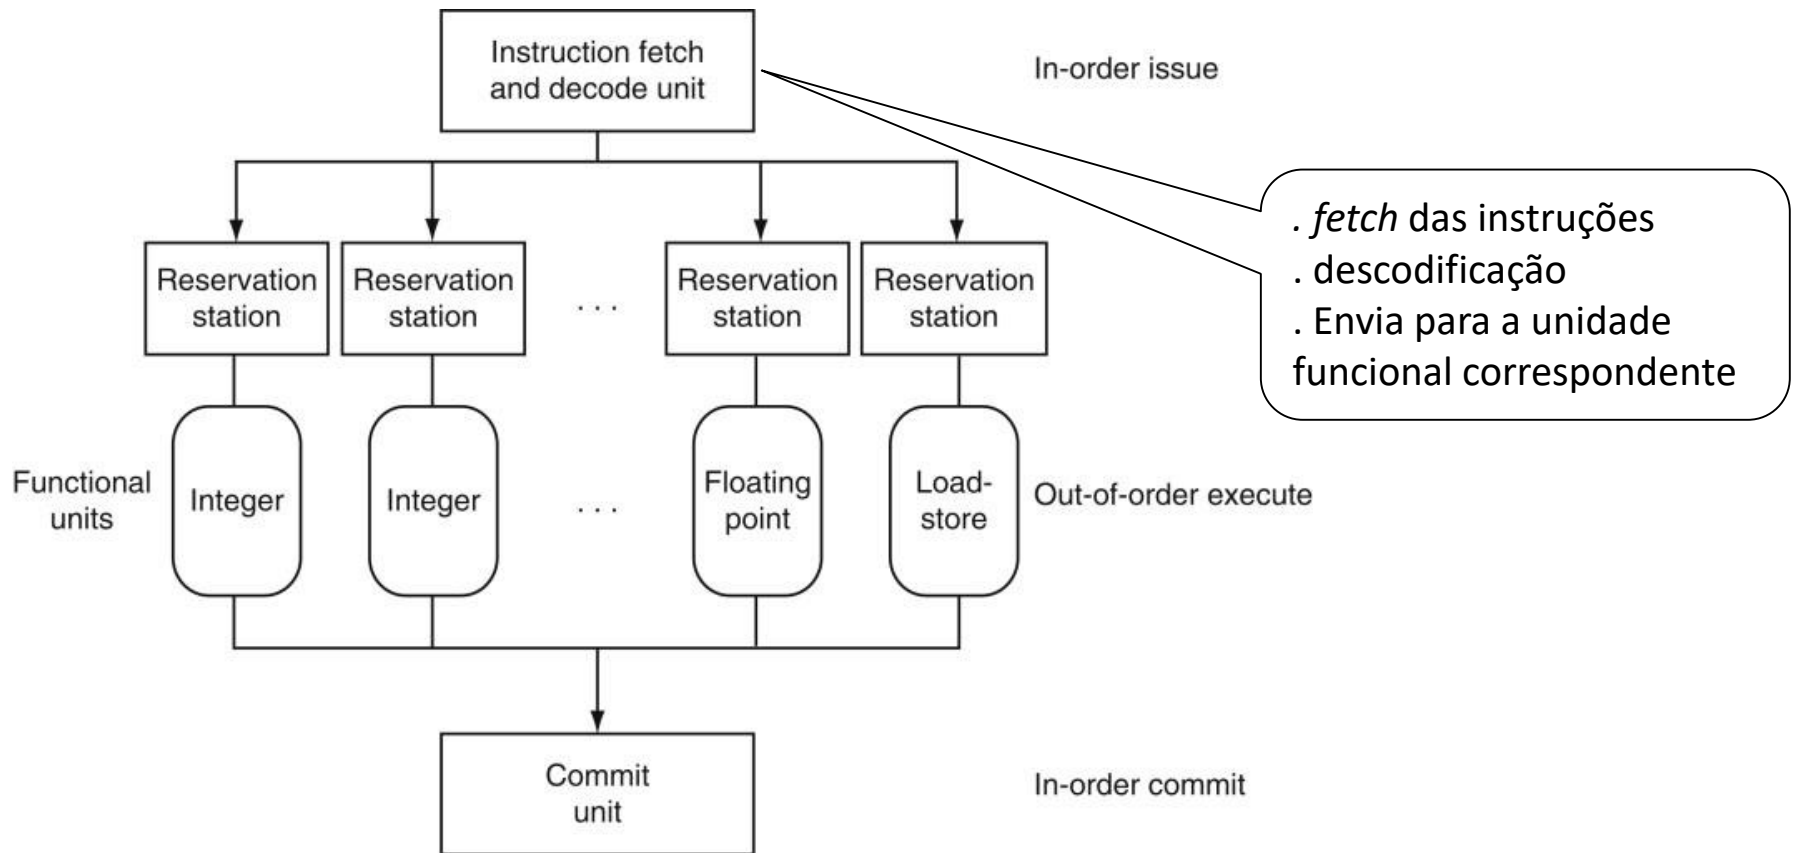 Instruction fetch
and decode unit
In-order issue
. fetch das instruções
. descodificação
. Envia para a unidade
funcional correspondente
Reservation
station
Reservation
station
. . .
Reservation
station
Reservation
station
Functional
units
Integer
Integer
. . .
Floating
point
Load-
store
Out-of-order execute
Commit
unit
In-order commit